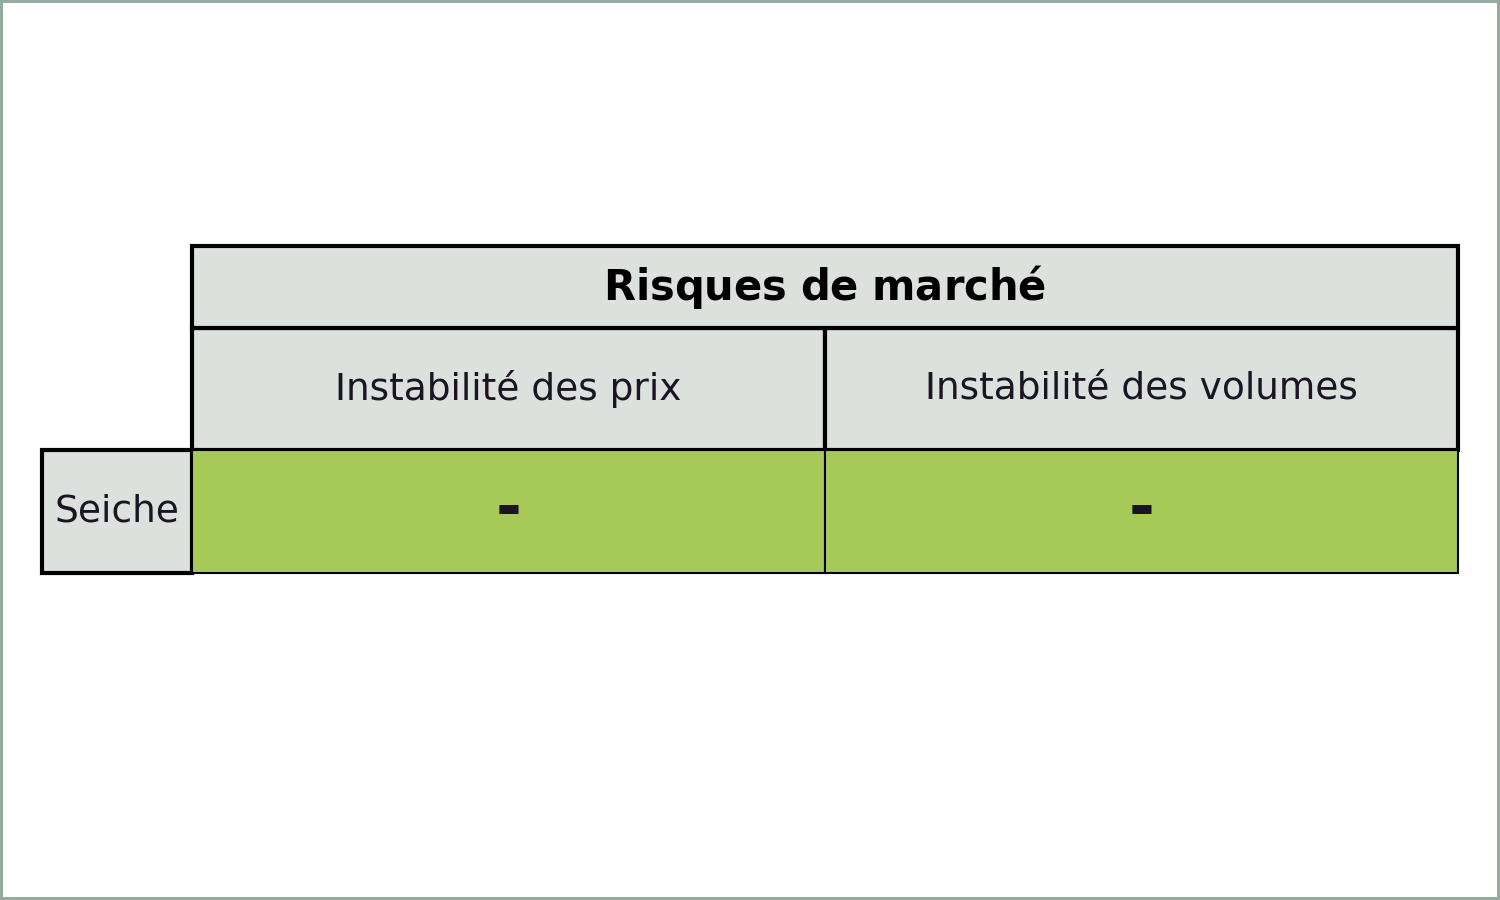 Risques de marché
Instabilité des prix
Instabilité des volumes
Seiche
-
-